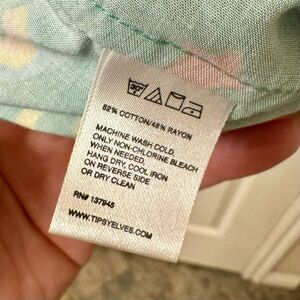 30°
52% COTTON/48% RAYON
MACHINE WASH COLD.
ONLY NON-CHLORINE BLEACH
WHEN NEEDED.
HANG DRY, COOL IRON
ON REVERSE SIDE
OR DRY CLEAN
RN# 137945
WWW.TIPSYELVES.COM